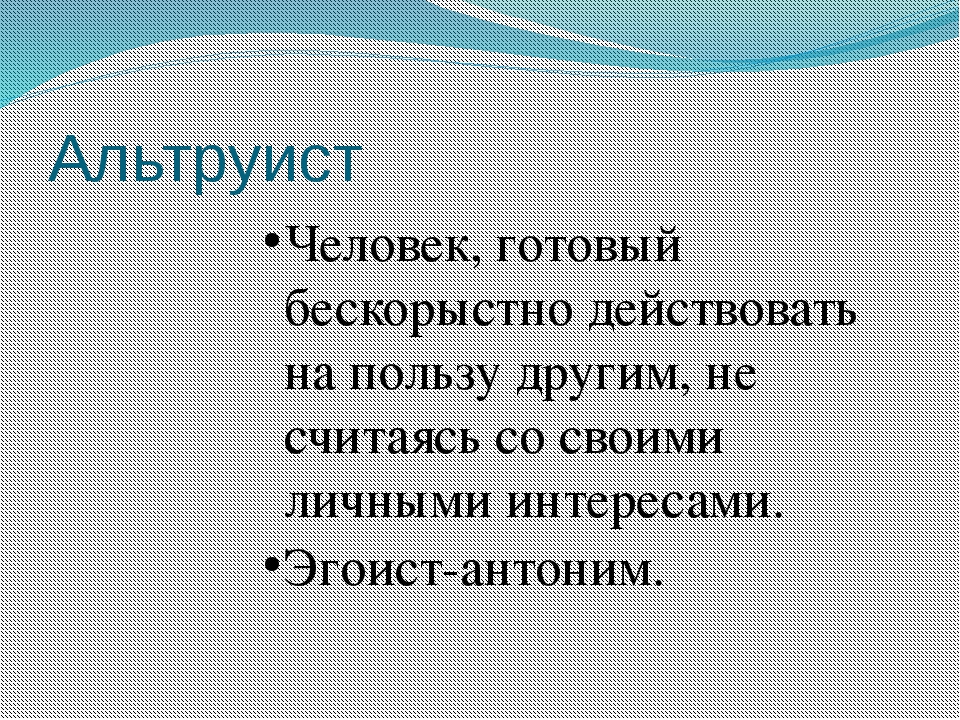 Альтруист
•Человек, готовый
бескорыстно действовать
на пользу другим, не
считаясь со своими
личными интересами.
•Эгоист-антоним.